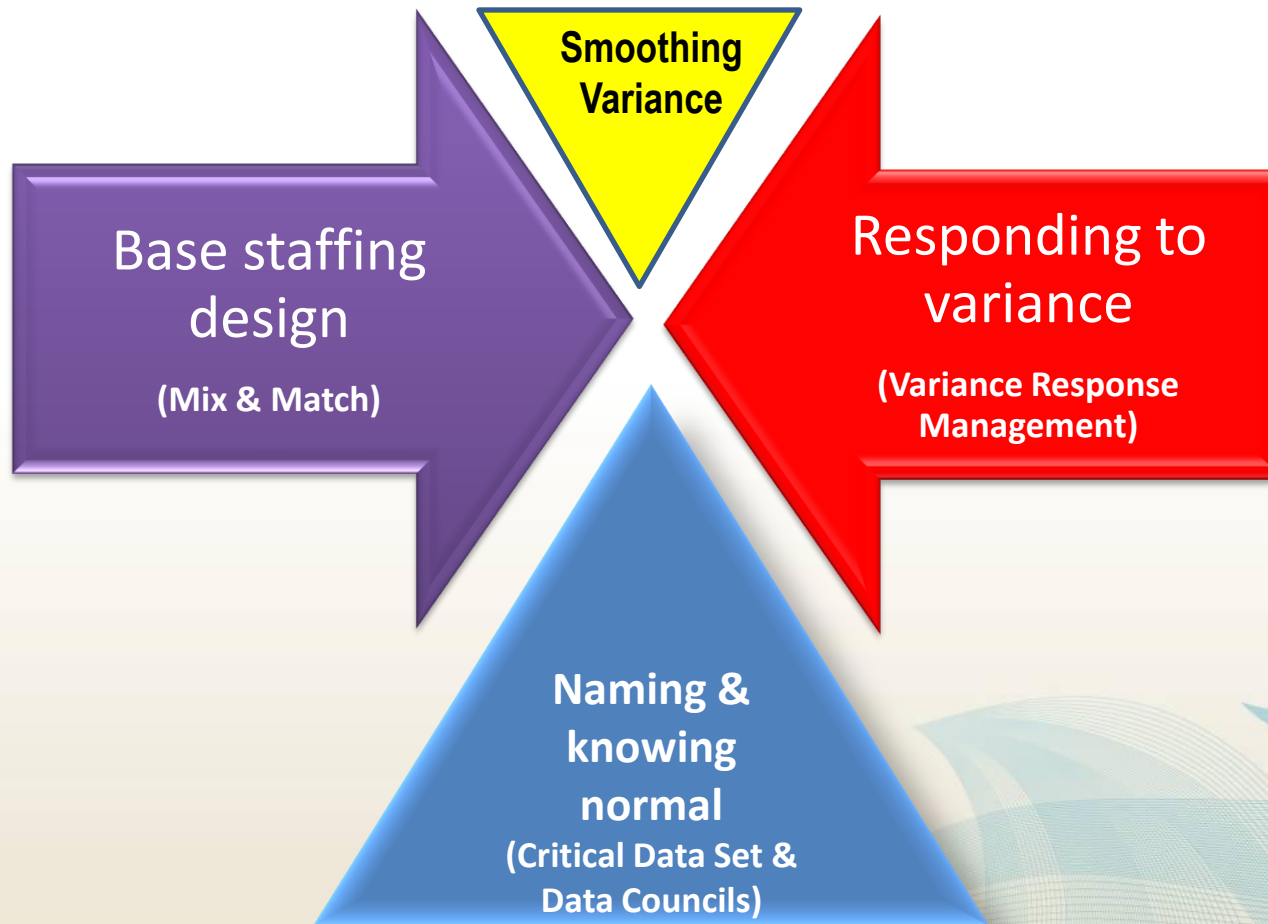 Smoothing
Variance
Base staffing
design
(Mix & Match)
Responding to
variance
(Variance Response
Management)
Naming &
knowing
normal
(Critical Data Set &
Data Councils)